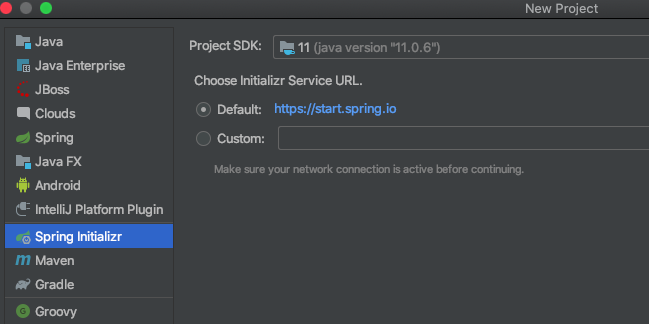 New Project
Java
Java Enterprise
JBoss
Clouds
Spring
Java FX
Android
IntelliJ Platform Plugin
Spring Initializr
Maven
Gradle
Groovy
Project SDK: 11 (java version "11.0.6")
Choose Initializr Service URL.
Default: https://start.spring.io
Custom:
Make sure your network connection is active before continuing.